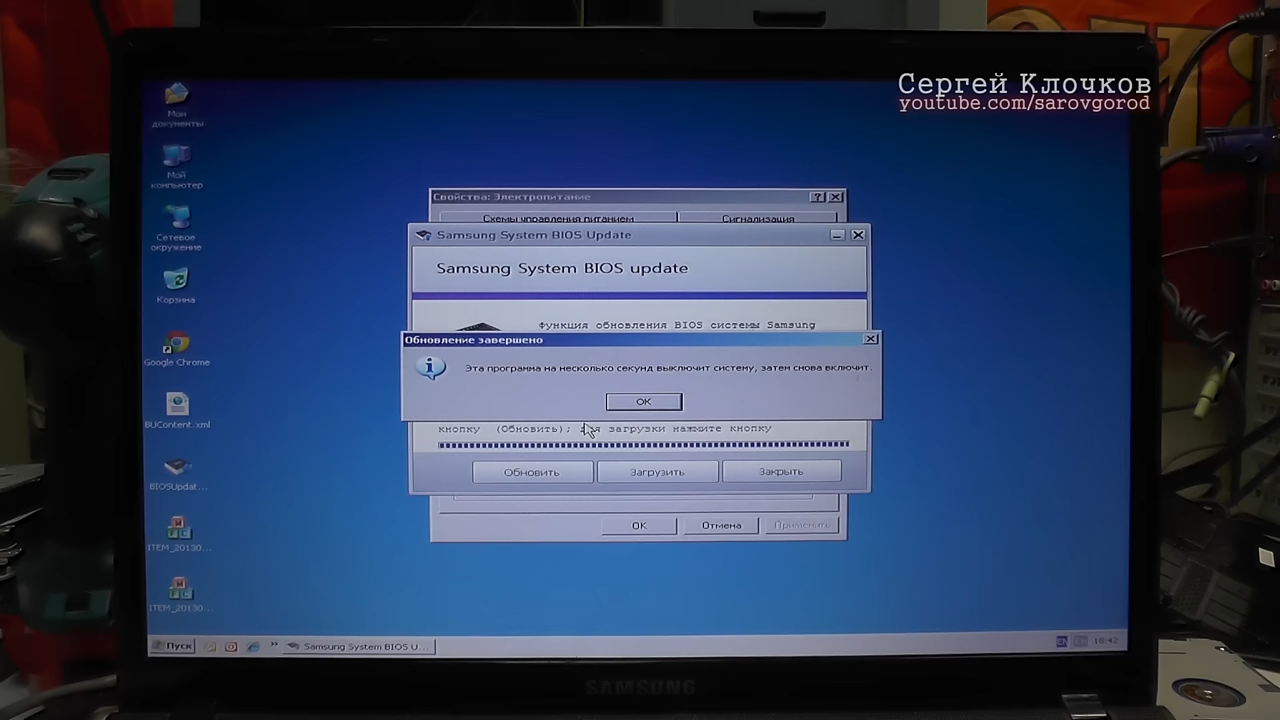 Сергей Клочков
youtube.com/sarovgorod
Мои
документы
Мой
компьютер
Сетевое
окружение
Корзина
Google Chrome
BUContent.xml
BIOSUpdat...
ITEM_20130...
ITEM_20130...
Свойства: Электропитание
Схемы управления питанием
Сигнализация
Samsung System BIOS Update
Samsung System BIOS update
Функция обновления BIOS системы Samsung
Обновление завершено
Эта программа на несколько секунд выключит систему, затем снова включит.
OK
кнопку (Обновить); для загрузки нажмите кнопку
Обновить Загрузить Закрыть
OK Отмена Применить
Пуск
Samsung System BIOS U...
EN
18:42
SAMSUNG